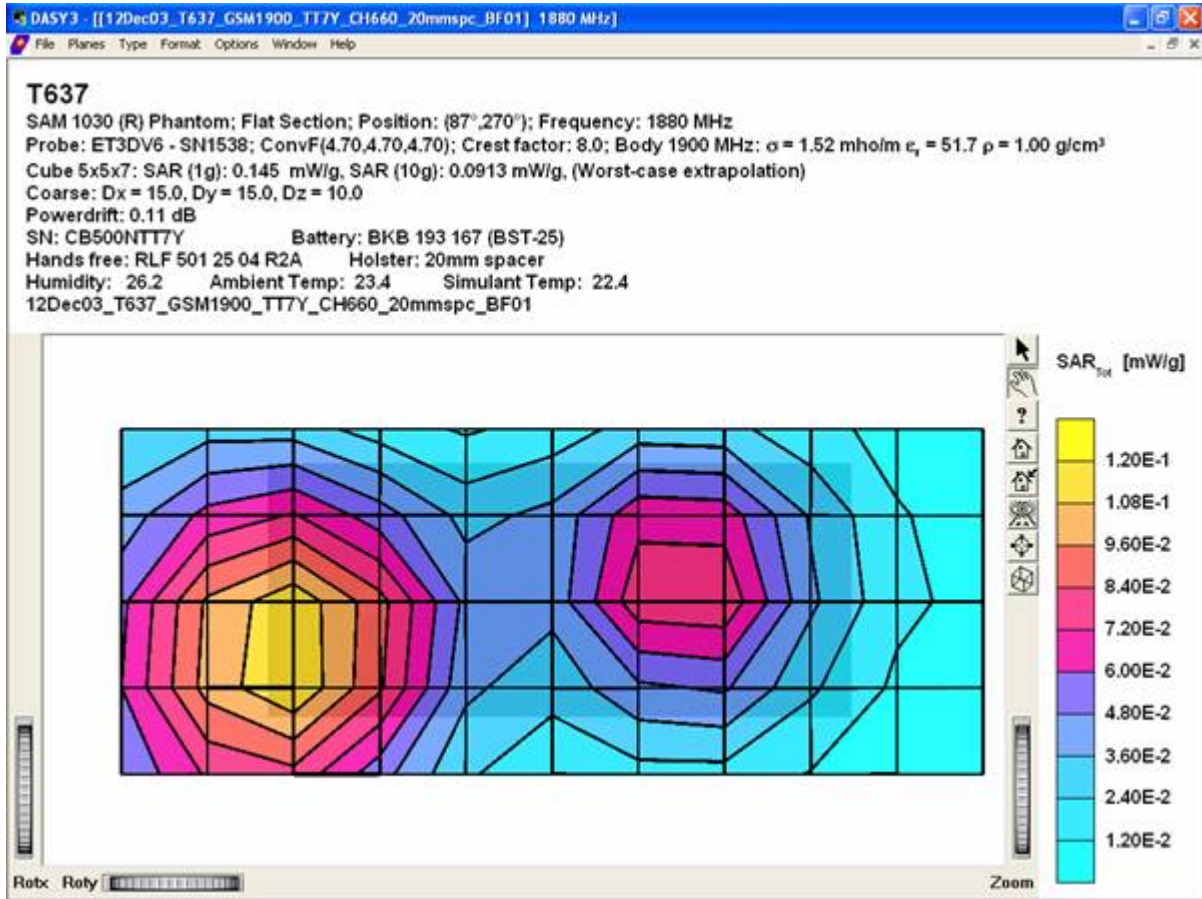 DASY3 - [[12Dec03_T637_GSM1900_TT7Y_CH660_20mmspc_BF01] 1880 MHz]
File Planes Type Format Options Window Help
T637
SAM 1030 (R) Phantom; Flat Section; Position: (87°,270°); Frequency: 1880 MHz
Probe: ET3DV6 - SN1538; ConvF(4.70,4.70,4.70); Crest factor: 8.0; Body 1900 MHz: σ = 1.52 mho/m εr = 51.7 ρ = 1.00 g/cm³
Cube 5x5x7: SAR (1g): 0.145 mW/g, SAR (10g): 0.0913 mW/g, (Worst-case extrapolation)
Coarse: Dx = 15.0, Dy = 15.0, Dz = 10.0
Powerdrift: 0.11 dB
SN: CB500NTT7Y Battery: BKB 193 167 (BST-25)
Hands free: RLF 501 25 04 R2A Holster: 20mm spacer
Humidity: 26.2 Ambient Temp: 23.4 Simulant Temp: 22.4
12Dec03_T637_GSM1900_TT7Y_CH660_20mmspc_BF01
SAR Tot [mW/g]
?
1.20E-1
1.08E-1
9.60E-2
8.40E-2
7.20E-2
6.00E-2
4.80E-2
3.60E-2
2.40E-2
1.20E-2
Rotx Roty Zoom